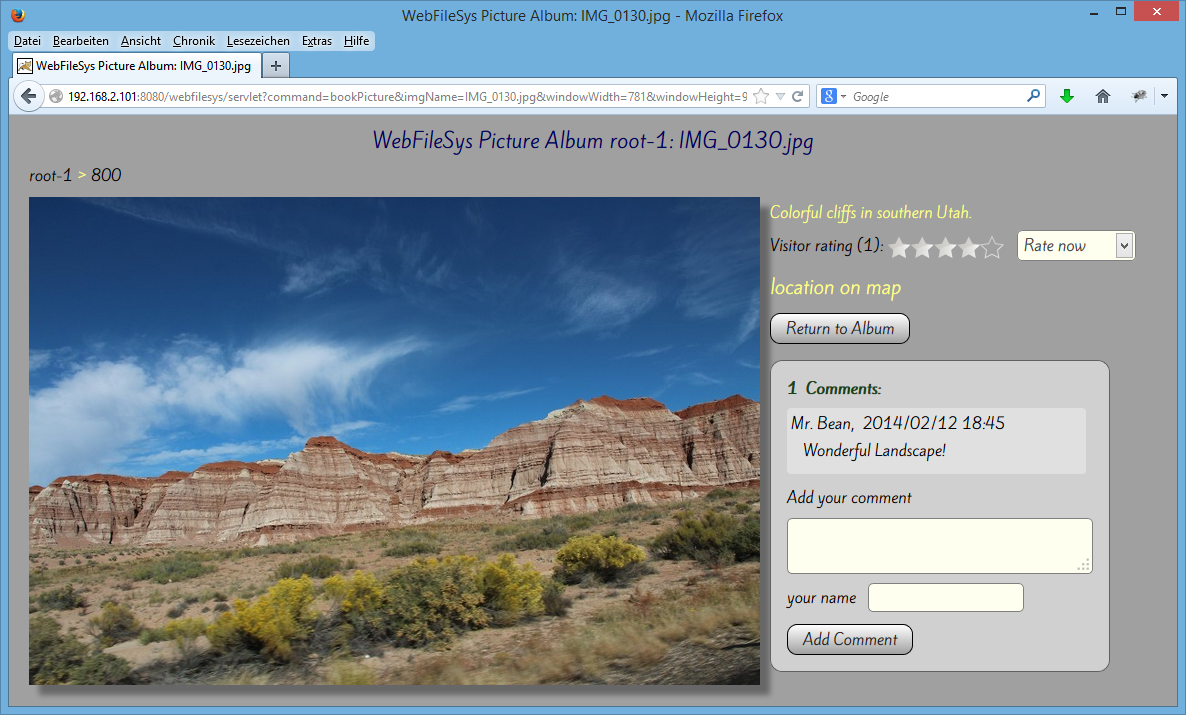 WebFileSys Picture Album: IMG_0130.jpg - Mozilla Firefox
Datei Bearbeiten Ansicht Chronik Lesezeichen Extras Hilfe
WebFileSys Picture Album: IMG_0130.jpg
192.168.2.101:8080/webfilesys/servlet?command=bookPicture&imgName=IMG_0130.jpg&windowWidth=781&windowHeight=9
Google
WebFileSys Picture Album root-1: IMG_0130.jpg
root-1 > 800
Colorful cliffs in southern Utah.
Visitor rating (1): Rate now
location on map
Return to Album
1 Comments:
Mr. Bean, 2014/02/12 18:45
Wonderful Landscape!
Add your comment
your name
Add Comment